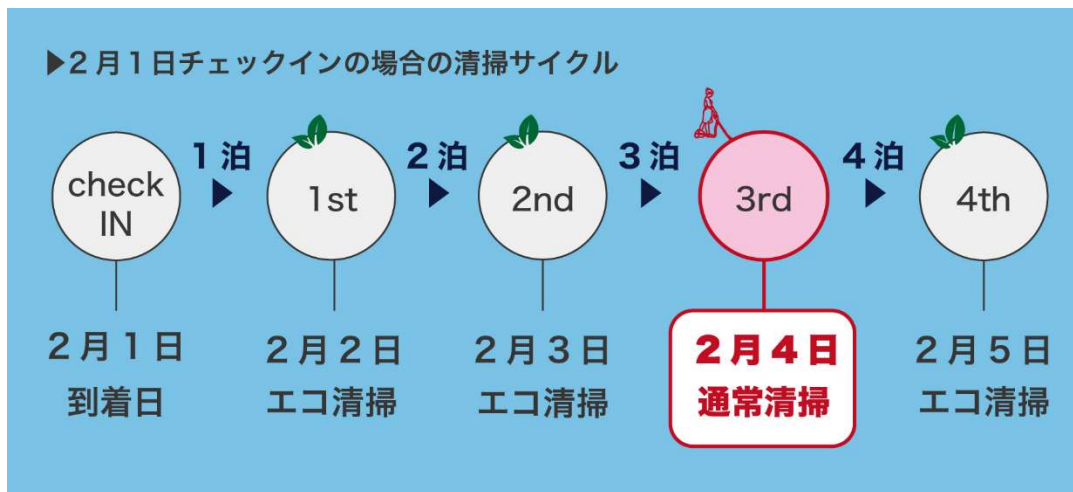 ▶2月1日チェックインの場合の清掃サイクル
check
IN
1泊
▶
1st
2泊
▶
2nd
3泊
▶
3rd
4泊
▶
4th
2月1日
到着日
2月2日
エコ清掃
2月3日
エコ清掃
2月4日
通常清掃
2月5日
エコ清掃